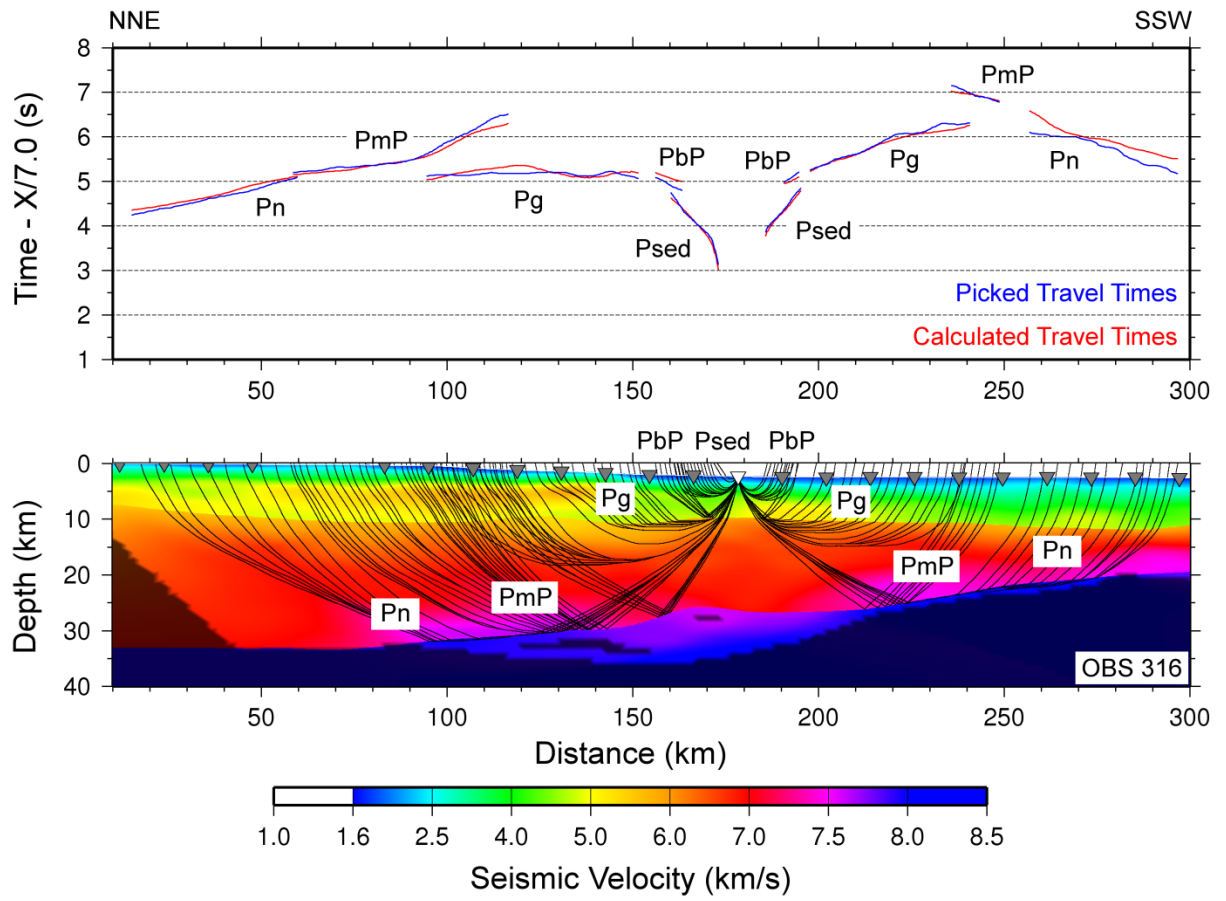 NNE SSW
Time - X/7.0 (s)
8
7
6
5
4
3
2
1
PmP
PmP
PbP PbP
Pn Pg Pg Pn
Psed Psed
Picked Travel Times
Calculated Travel Times
50 100 150 200 250 300
PbP Psed PbP
Depth (km)
0
10
20
30
40
Pg Pg
Pn PmP PmP Pn
OBS 316
50 100 150 200 250 300
Distance (km)
1.0 1.6 2.5 4.0 5.0 6.0 7.0 7.5 8.0 8.5
Seismic Velocity (km/s)